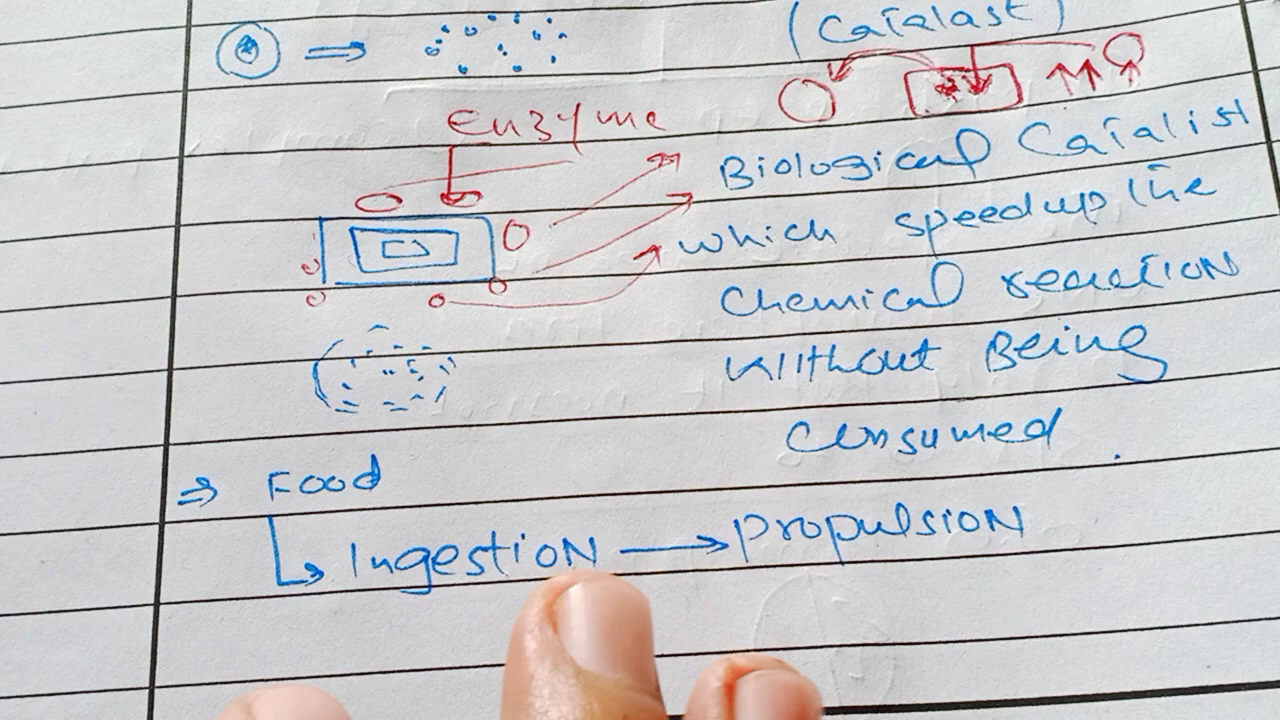 (Catalast)
Enzyme
Biological Catalist
which speedup the
Chemical reaction
Without Being
Consumed.
⇒ Food
Ingestion → Propulsion